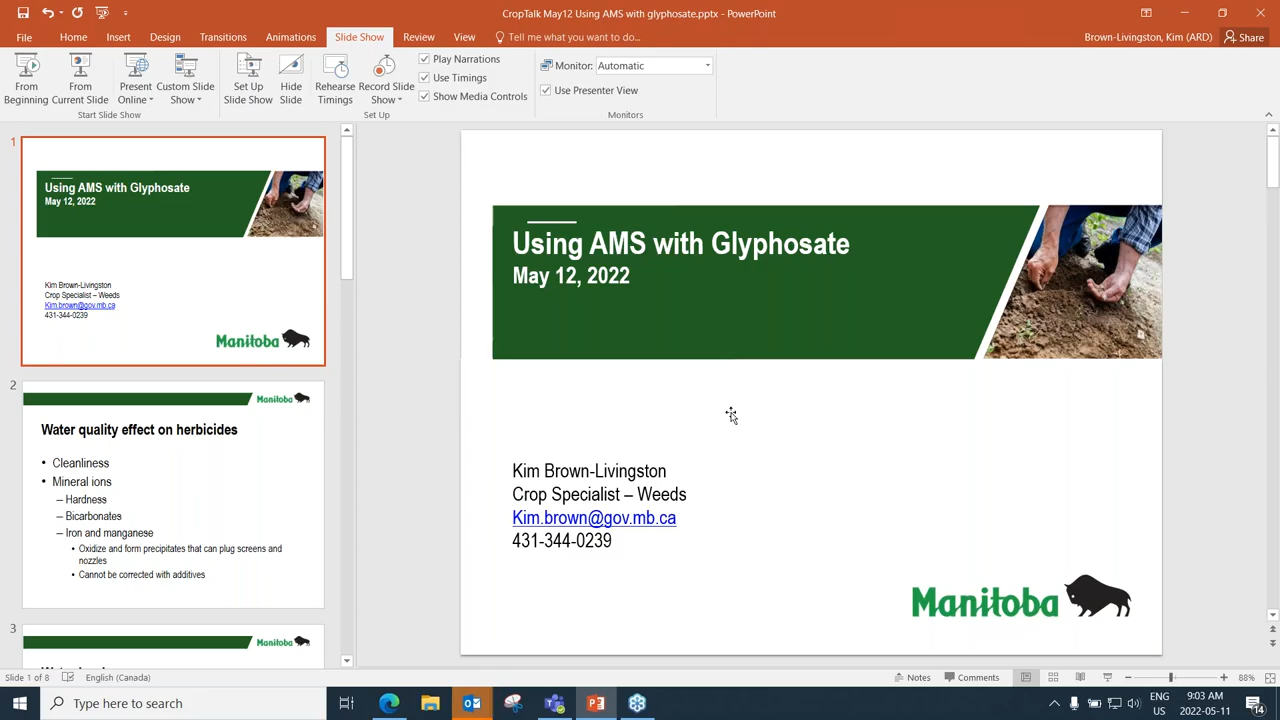 CropTalk May12 Using AMS with glyphosate.pptx - PowerPoint
File Home Insert Design Transitions Animations Slide Show Review View Tell me what you want to do... Brown-Livingston, Kim (ARD) Share
From Beginning
From Current Slide
Present Online
Custom Slide Show
Set Up Slide Show
Hide Slide
Rehearse Timings
Record Slide Show
Play Narrations
Use Timings
Show Media Controls
Monitor: Automatic
Use Presenter View
Start Slide Show
Set Up
Monitors
1
Using AMS with Glyphosate
May 12, 2022
Kim Brown-Livingston
Crop Specialist – Weeds
Kim.brown@gov.mb.ca
431-344-0239
Manitoba
2
Manitoba
Water quality effect on herbicides
• Cleanliness
• Mineral ions
– Hardness
– Bicarbonates
– Iron and manganese
• Oxidize and form precipitates that can plug screens and
nozzles
• Cannot be corrected with additives
3
Manitoba
Using AMS with Glyphosate
May 12, 2022
Kim Brown-Livingston
Crop Specialist – Weeds
Kim.brown@gov.mb.ca
431-344-0239
Manitoba
Slide 1 of 8 English (Canada) Notes Comments 88%
Type here to search
ENG
US
9:03 AM
2022-05-11